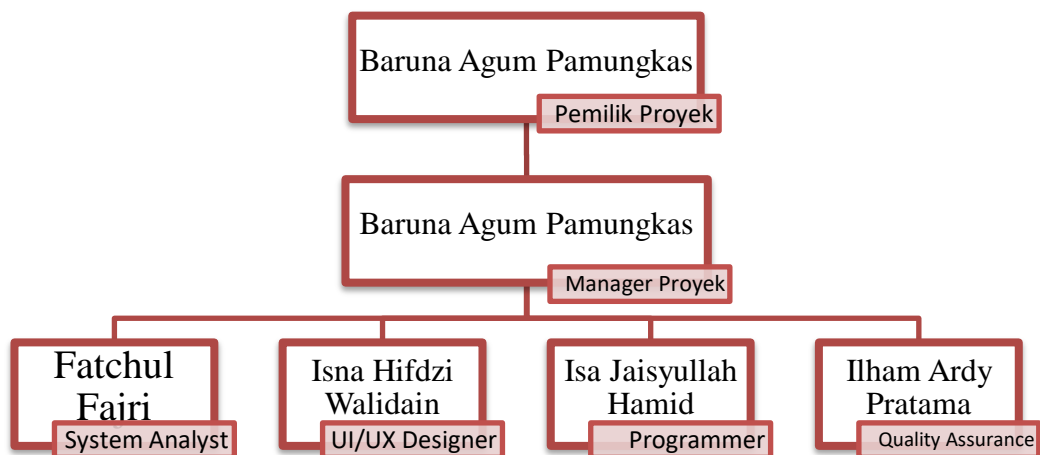 Baruna Agum Pamungkas
Pemilik Proyek
Baruna Agum Pamungkas
Manager Proyek
Fatchul
Fajri
System Analyst
Isna Hifdzi
Walidain
UI/UX Designer
Isa Jaisyullah
Hamid
Programmer
Ilham Ardy
Pratama
Quality Assurance